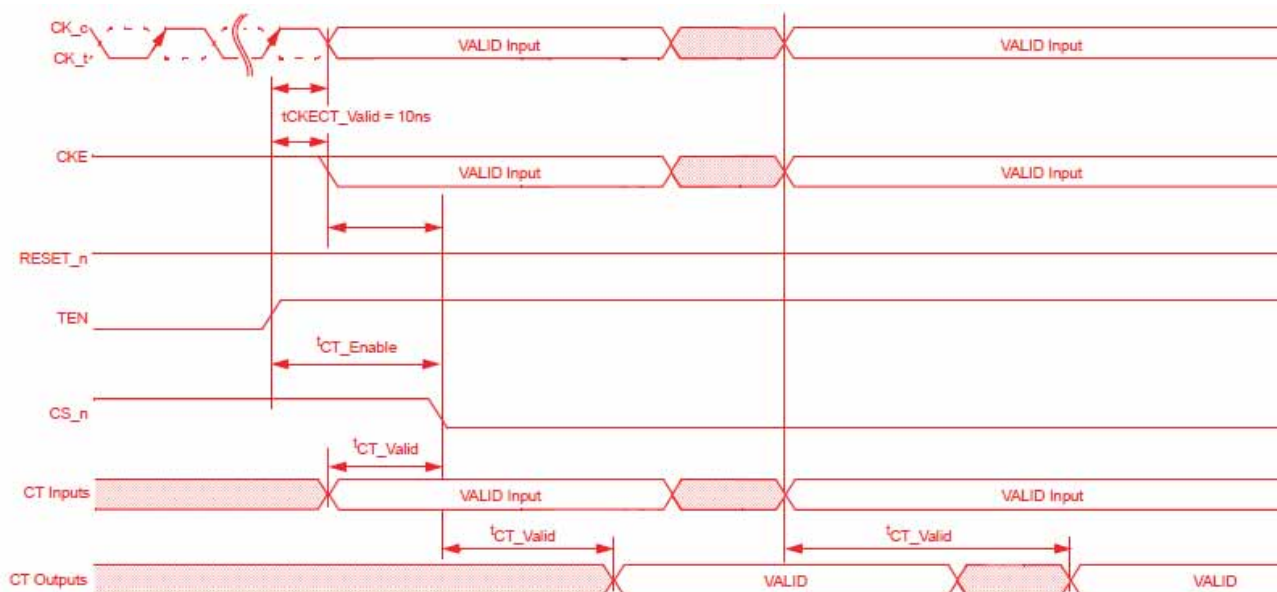 CK_c
CK_t
VALID Input
VALID Input
tCKECT_Valid = 10ns
CKE
VALID Input
VALID Input
RESET_n
TEN
tCT_Enable
CS_n
tCT_Valid
CT Inputs
VALID Input
VALID Input
tCT_Valid
tCT_Valid
CT Outputs
VALID
VALID